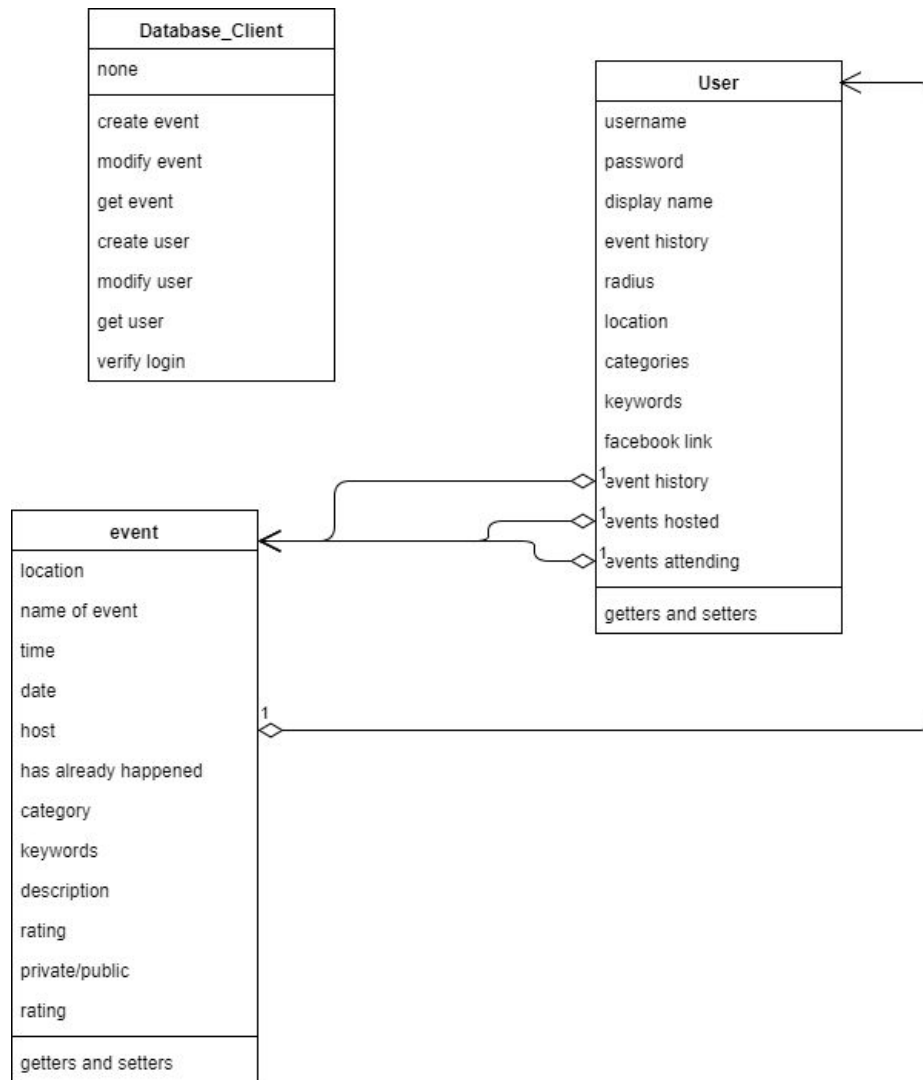 Database_Client
none
create event
modify event
get event
create user
modify user
get user
verify login
User
username
password
display name
event history
radius
location
categories
keywords
facebook link
1
event history
1
events hosted
1
events attending
getters and setters
event
location
name of event
time
date
host
1
has already happened
category
keywords
description
rating
private/public
rating
getters and setters